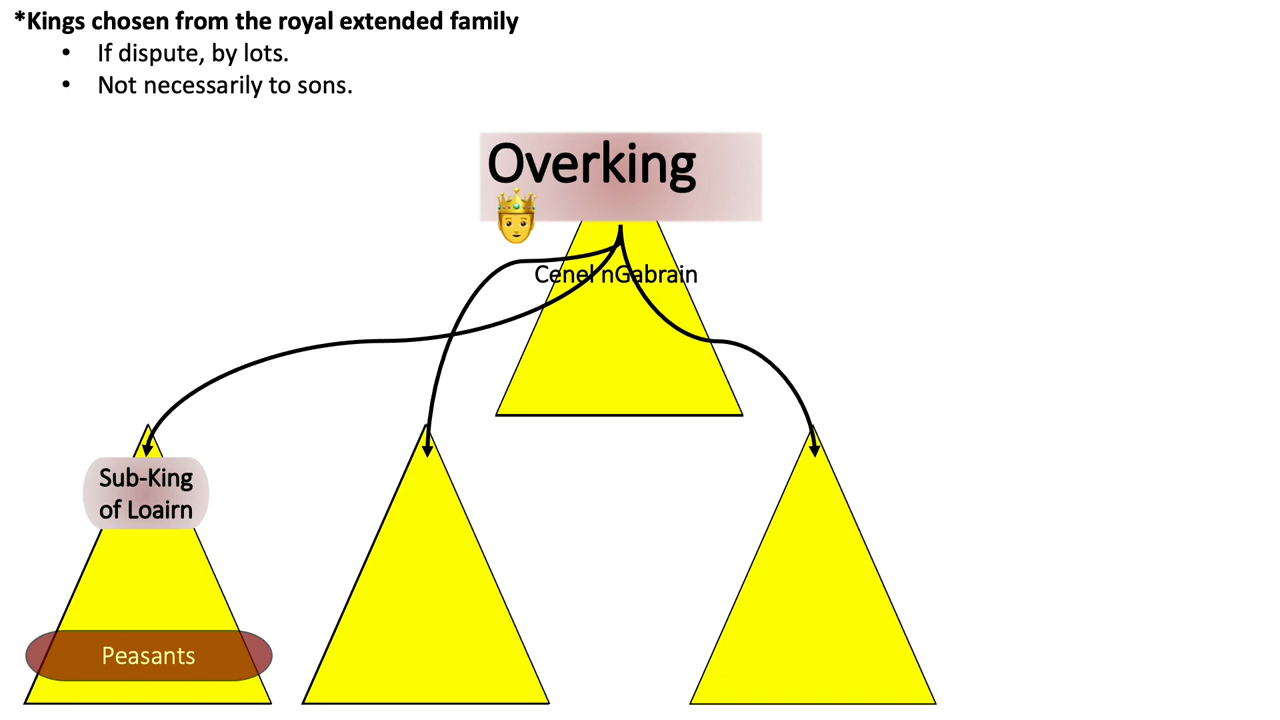 *Kings chosen from the royal extended family
• If dispute, by lots.
• Not necessarily to sons.
Overking
Cenel nGabrain
Sub-King
of Loairn
Peasants